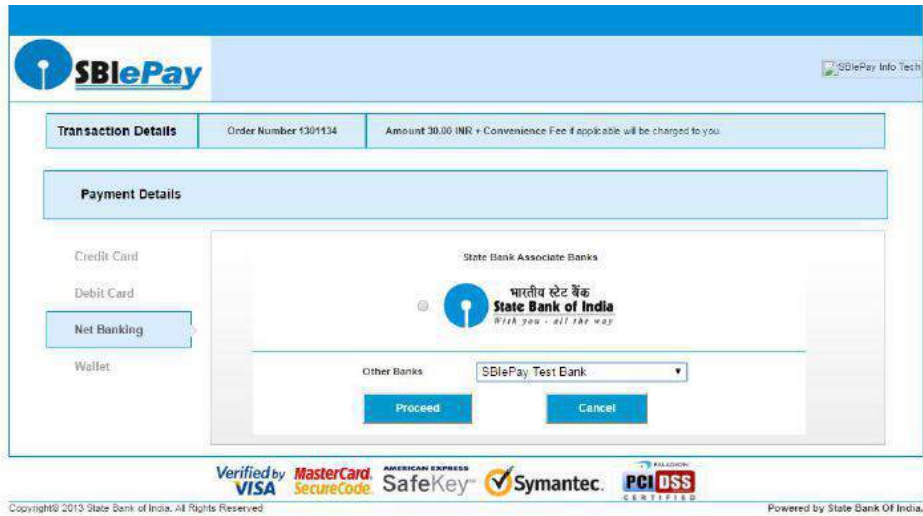 SBIePay
SBIePay Info Tech
Transaction Details
Order Number 1301134
Amount 30.00 INR + Convenience Fee if applicable will be charged to you.
Payment Details
Credit Card
Debit Card
Net Banking
Wallet
State Bank Associate Banks
भारतीय स्टेट बैंक
State Bank of India
With you - all the way
Other Banks
SBIePay Test Bank
Proceed
Cancel
Verified by
VISA
MasterCard.
SecureCode.
AMERICAN EXPRESS
SafeKey
Symantec.
PALADION
PCI DSS
CERTIFIED
Copyright© 2013 State Bank of India. All Rights Reserved
Powered by State Bank Of India.